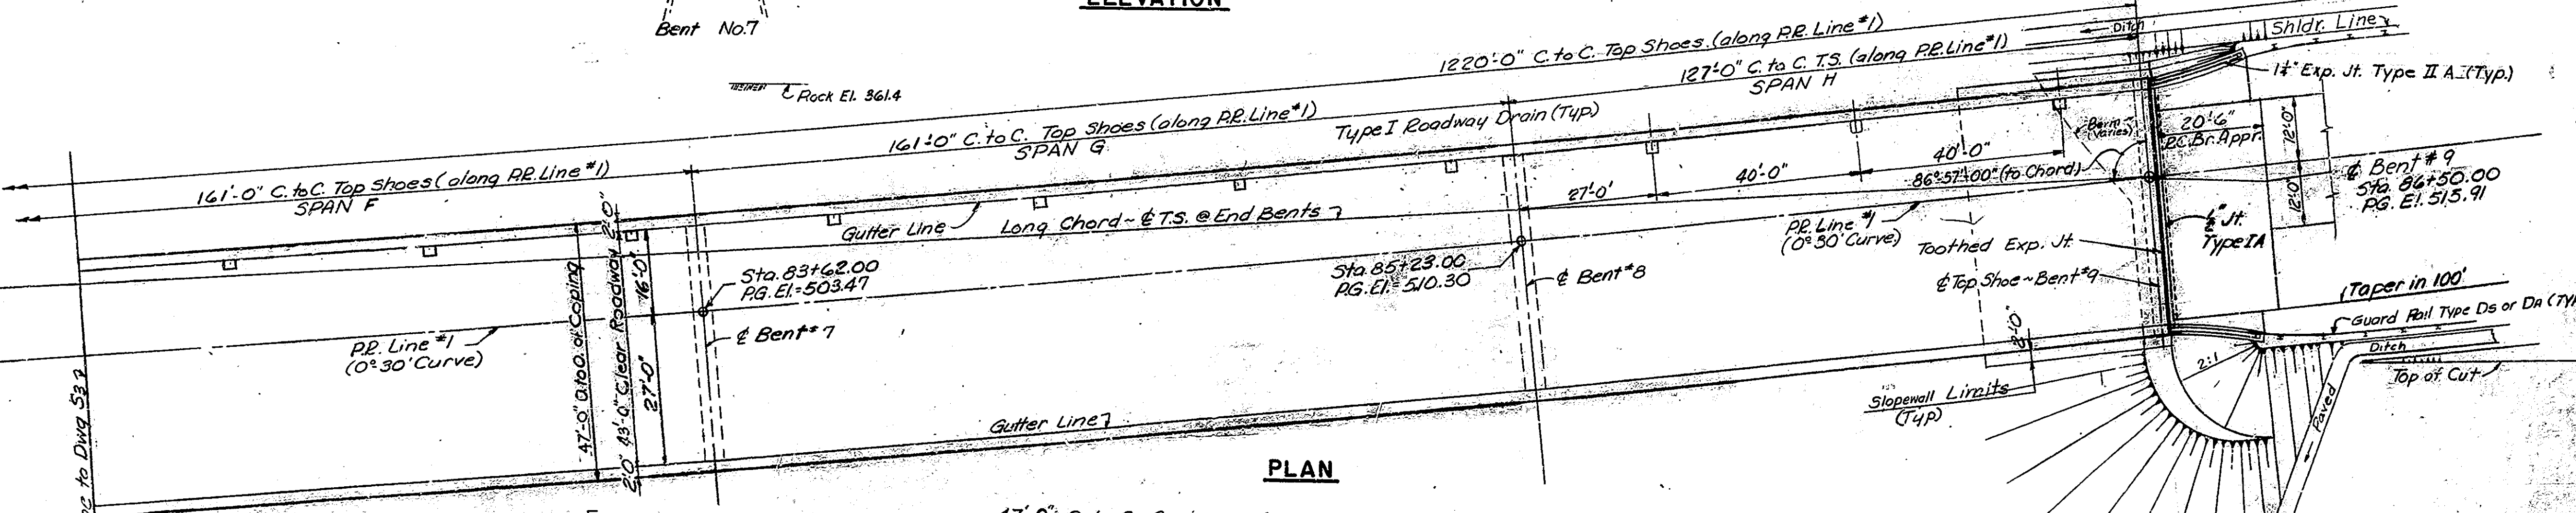 ELEVATION
Bent No.7
Rock El. 361.4
1220'-0" C. to C. Top Shoes (along P.R. Line #1)
127'-0" C. to C. T.S. (along P.R. Line #1)
SPAN H
161'-0" C. to C. Top Shoes (along P.R. Line #1)
SPAN G
161'-0" C. to C. Top Shoes (along P.R. Line #1)
SPAN F
Type I Roadway Drain (Typ.)
Ditch
Shldr. Line
1¼" Exp. Jt. Type II A (Typ.)
Berm
(Varies)
20'-6"
P.C. Br. Appr.
12'-0"
12'-0"
27'-0"
40'-0"
40'-0"
86°-57'-00" (to Chord)
℄ Bent #9
Sta. 86+50.00
P.G. El. 515.91
Gutter Line
Long Chord ~ ℄ T.S. @ End Bents
P.R. Line #1
(0°30' Curve)
Toothed Exp. Jt.
½" Jt.
Type IA
℄ Top Shoe ~ Bent #9
Sta. 83+62.00
P.G. El. = 503.47
℄ Bent #7
Sta. 85+23.00
P.G. El. = 510.30
℄ Bent #8
P.R. Line #1
(0°30' Curve)
47'-0" O. to O. of Coping
2'-0" 43'-0" Clear Roadway 2'-0"
16'-0"
27'-0"
Taper in 100'
Guard Rail Type Ds or DA
Ditch
Top of Cut
2:1
Paved
Slopewall Limits
(Typ)
Gutter Line
to Dwg S37
PLAN